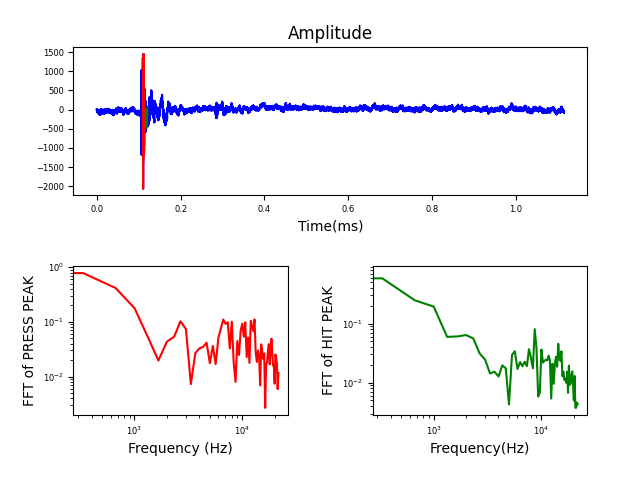 Amplitude
1500
1000
500
0
−500
−1000
−1500
−2000
0.0 0.2 0.4 0.6 0.8 1.0
Time(ms)
FFT of PRESS PEAK
10⁰
10⁻¹
10⁻²
10³ 10⁴
Frequency (Hz)
FFT of HIT PEAK
10⁻¹
10⁻²
10³ 10⁴
Frequency(Hz)